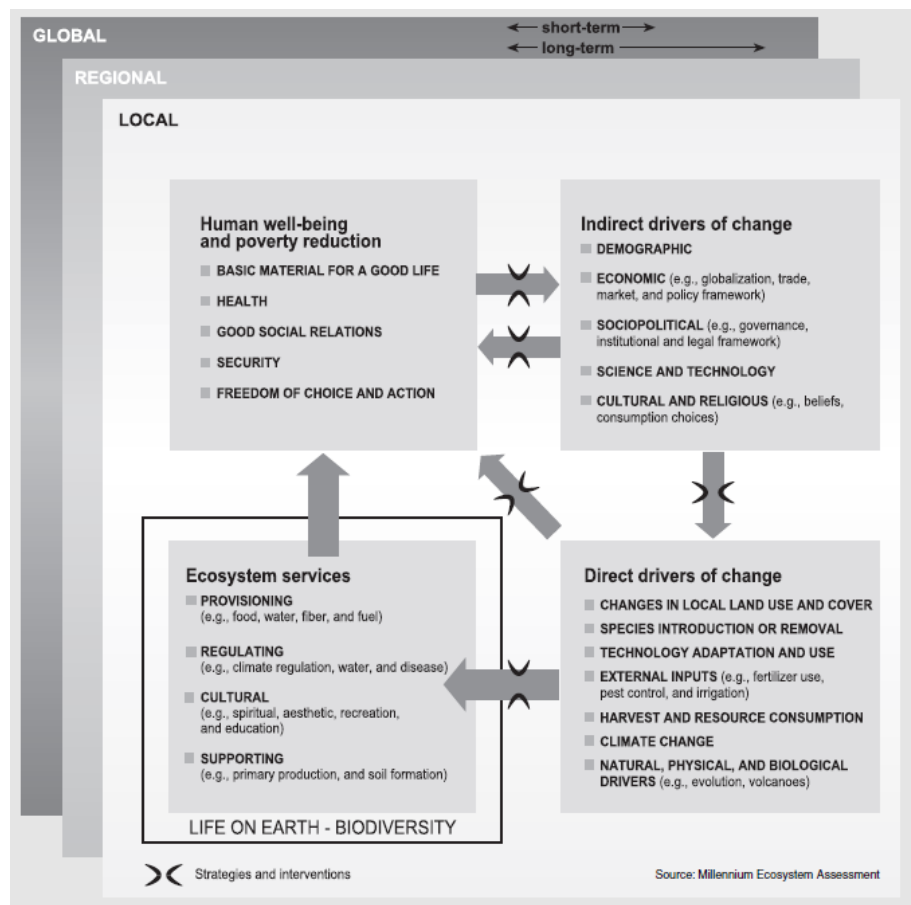 GLOBAL
short-term
long-term
REGIONAL
LOCAL
Human well-being
and poverty reduction
BASIC MATERIAL FOR A GOOD LIFE
HEALTH
GOOD SOCIAL RELATIONS
SECURITY
FREEDOM OF CHOICE AND ACTION
Indirect drivers of change
DEMOGRAPHIC
ECONOMIC (e.g., globalization, trade,
market, and policy framework)
SOCIOPOLITICAL (e.g., governance,
institutional and legal framework)
SCIENCE AND TECHNOLOGY
CULTURAL AND RELIGIOUS (e.g., beliefs,
consumption choices)
Ecosystem services
PROVISIONING
(e.g., food, water, fiber, and fuel)
REGULATING
(e.g., climate regulation, water, and disease)
CULTURAL
(e.g., spiritual, aesthetic, recreation,
and education)
SUPPORTING
(e.g., primary production, and soil formation)
LIFE ON EARTH - BIODIVERSITY
Direct drivers of change
CHANGES IN LOCAL LAND USE AND COVER
SPECIES INTRODUCTION OR REMOVAL
TECHNOLOGY ADAPTATION AND USE
EXTERNAL INPUTS (e.g., fertilizer use,
pest control, and irrigation)
HARVEST AND RESOURCE CONSUMPTION
CLIMATE CHANGE
NATURAL, PHYSICAL, AND BIOLOGICAL
DRIVERS (e.g., evolution, volcanoes)
Strategies and interventions
Source: Millennium Ecosystem Assessment